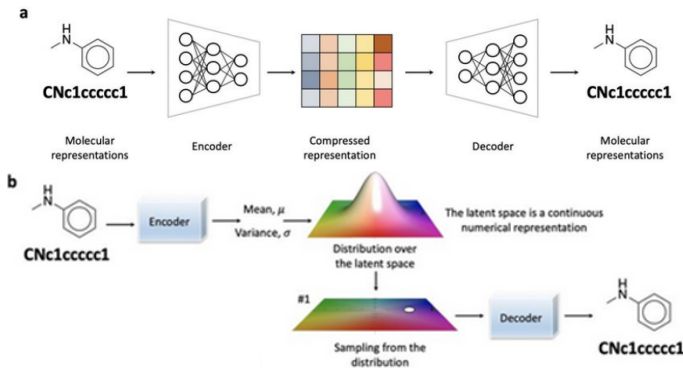 a
H
N
CNc1ccccc1
H
N
CNc1ccccc1
Molecular
representations
Encoder
Compressed
representation
Decoder
Molecular
representations
b
H
N
CNc1ccccc1
Encoder
Mean, μ
Variance, σ
The latent space is a continuous
numerical representation
Distribution over
the latent space
#1
Decoder
H
N
CNc1ccccc1
Sampling from the
distribution